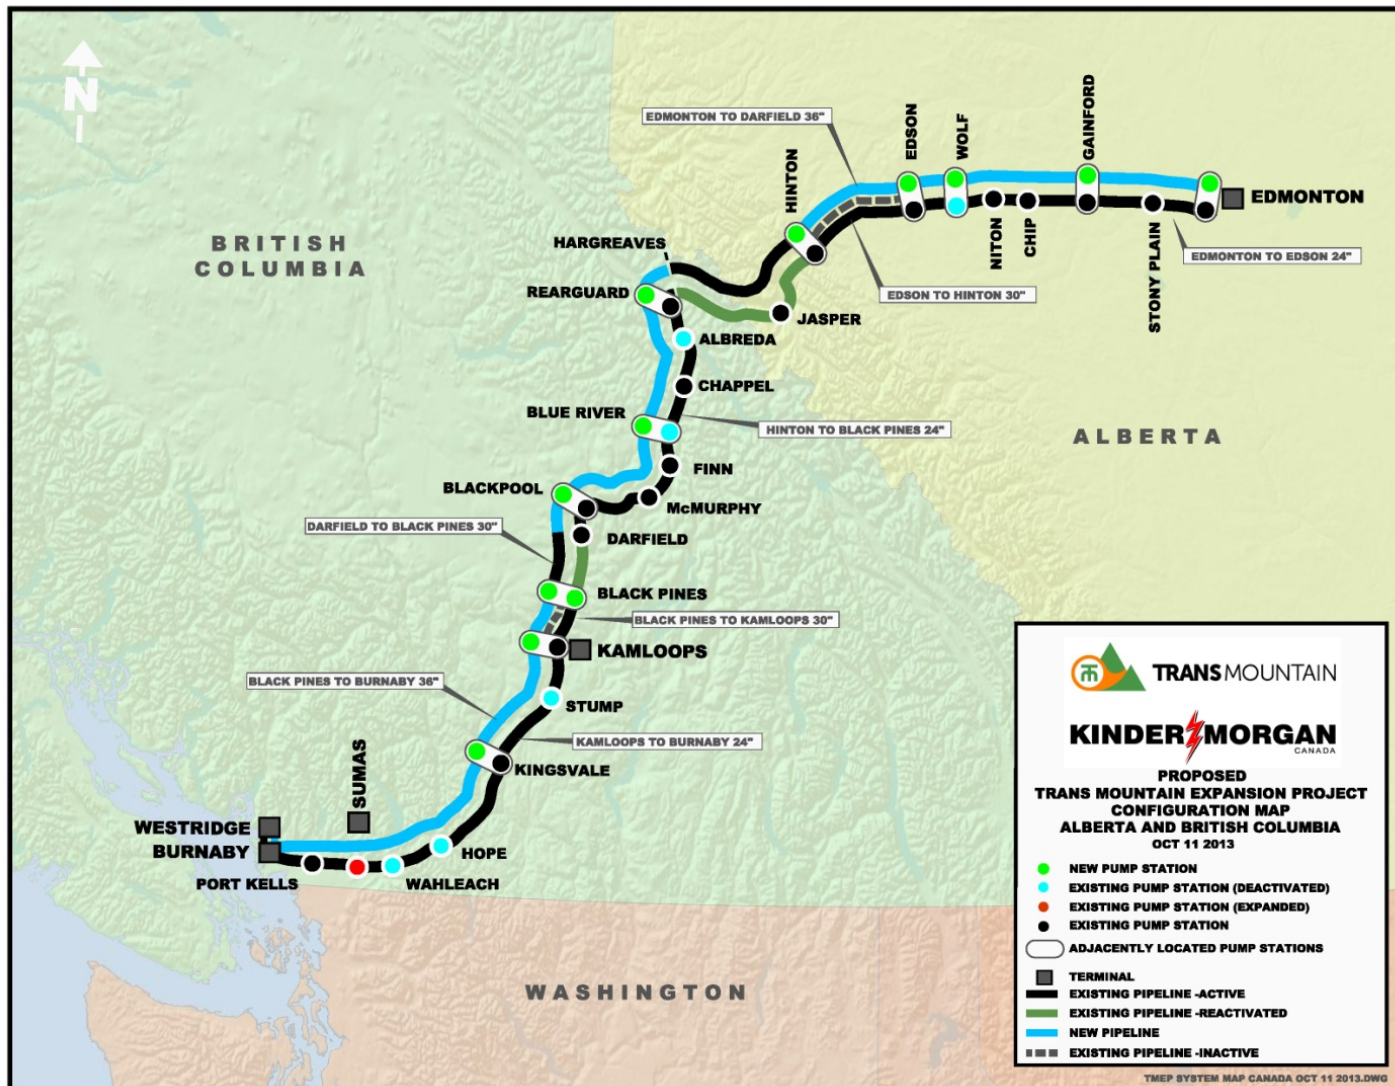 N
EDMONTON TO DARFIELD 36"
EDSON
WOLF
GAINFORD
HINTON
EDMONTON
NITON
CHIP
STONY PLAIN
EDMONTON TO EDSON 24"
BRITISH
COLUMBIA
HARGREAVES
REARGUARD
EDSON TO HINTON 30"
JASPER
ALBREDA
CHAPPEL
BLUE RIVER
HINTON TO BLACK PINES 24"
ALBERTA
FINN
BLACKPOOL
McMURPHY
DARFIELD TO BLACK PINES 30"
DARFIELD
BLACK PINES
BLACK PINES TO KAMLOOPS 30"
KAMLOOPS
BLACK PINES TO BURNABY 36"
STUMP
KAMLOOPS TO BURNABY 24"
SUMAS
KINGSVALE
WESTRIDGE
BURNABY
HOPE
PORT KELLS
WAHLEACH
WASHINGTON
TRANSMOUNTAIN
KINDER MORGAN
CANADA
PROPOSED
TRANS MOUNTAIN EXPANSION PROJECT
CONFIGURATION MAP
ALBERTA AND BRITISH COLUMBIA
OCT 11 2013
NEW PUMP STATION
EXISTING PUMP STATION (DEACTIVATED)
EXISTING PUMP STATION (EXPANDED)
EXISTING PUMP STATION
ADJACENTLY LOCATED PUMP STATIONS
TERMINAL
EXISTING PIPELINE -ACTIVE
EXISTING PIPELINE -REACTIVATED
NEW PIPELINE
EXISTING PIPELINE -INACTIVE
TMEP SYSTEM MAP CANADA OCT 11 2013.DWG